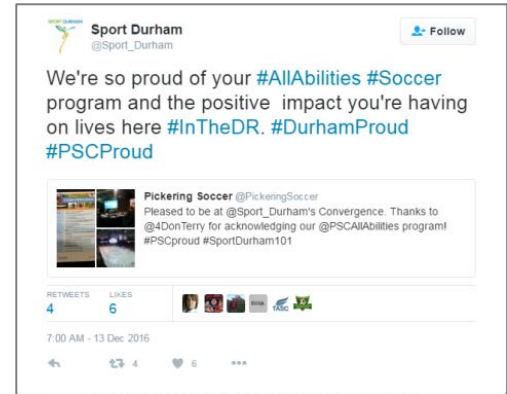 Sport Durham
@Sport_Durham
Follow
We're so proud of your #AllAbilities #Soccer
program and the positive impact you're having
on lives here #InTheDR. #DurhamProud
#PSCProud
Pickering Soccer @PickeringSoccer
Pleased to be at @Sport_Durham's Convergence. Thanks to
@4DonTerry for acknowledging our @PSCAllAbilities program!
#PSCproud #SportDurham101
RETWEETS
LIKES
4
6
TASC
7:00 AM - 13 Dec 2016
4
6